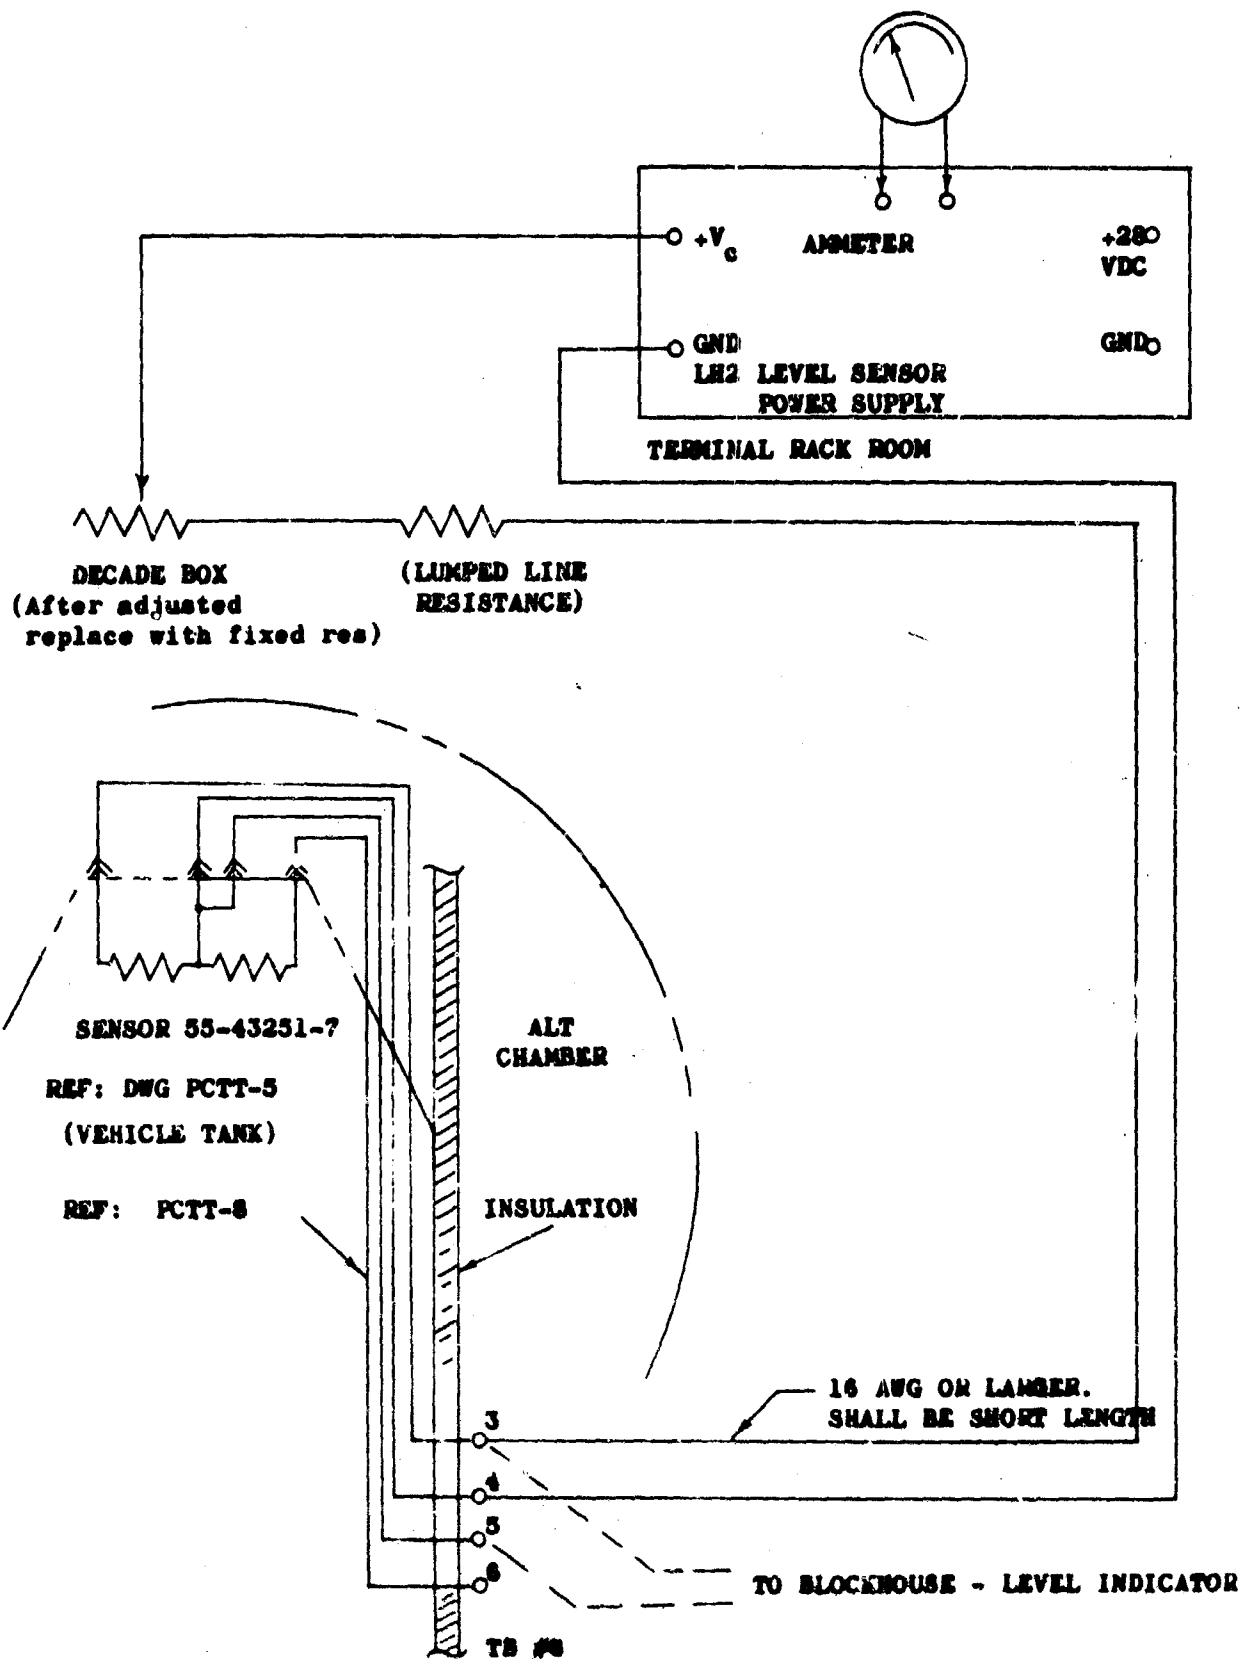 +Vc
AMMETER
+28
VDC
GND
GND
LH2 LEVEL SENSOR
POWER SUPPLY
TERMINAL RACK ROOM
DECADE BOX
(After adjusted
replace with fixed res)
(LUMPED LINE
RESISTANCE)
SENSOR 55-43251-7
REF: DWG PCTT-5
(VEHICLE TANK)
REF: PCTT-8
ALT
CHAMBER
INSULATION
16 AWG OR LARGER.
SHALL BE SHORT LENGTH
3
4
5
6
TO BLOCKHOUSE - LEVEL INDICATOR
TB